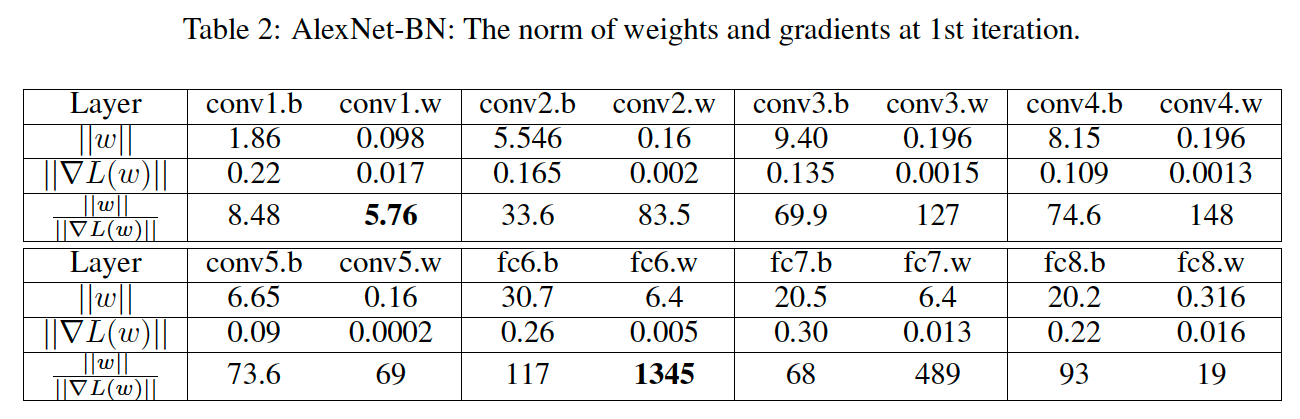 Table 2: AlexNet-BN: The norm of weights and gradients at 1st iteration.
Layer conv1.b conv1.w conv2.b conv2.w conv3.b conv3.w conv4.b conv4.w
||w|| 1.86 0.098 5.546 0.16 9.40 0.196 8.15 0.196
||∇L(w)|| 0.22 0.017 0.165 0.002 0.135 0.0015 0.109 0.0013
||w||/||∇L(w)|| 8.48 5.76 33.6 83.5 69.9 127 74.6 148
Layer conv5.b conv5.w fc6.b fc6.w fc7.b fc7.w fc8.b fc8.w
||w|| 6.65 0.16 30.7 6.4 20.5 6.4 20.2 0.316
||∇L(w)|| 0.09 0.0002 0.26 0.005 0.30 0.013 0.22 0.016
||w||/||∇L(w)|| 73.6 69 117 1345 68 489 93 19